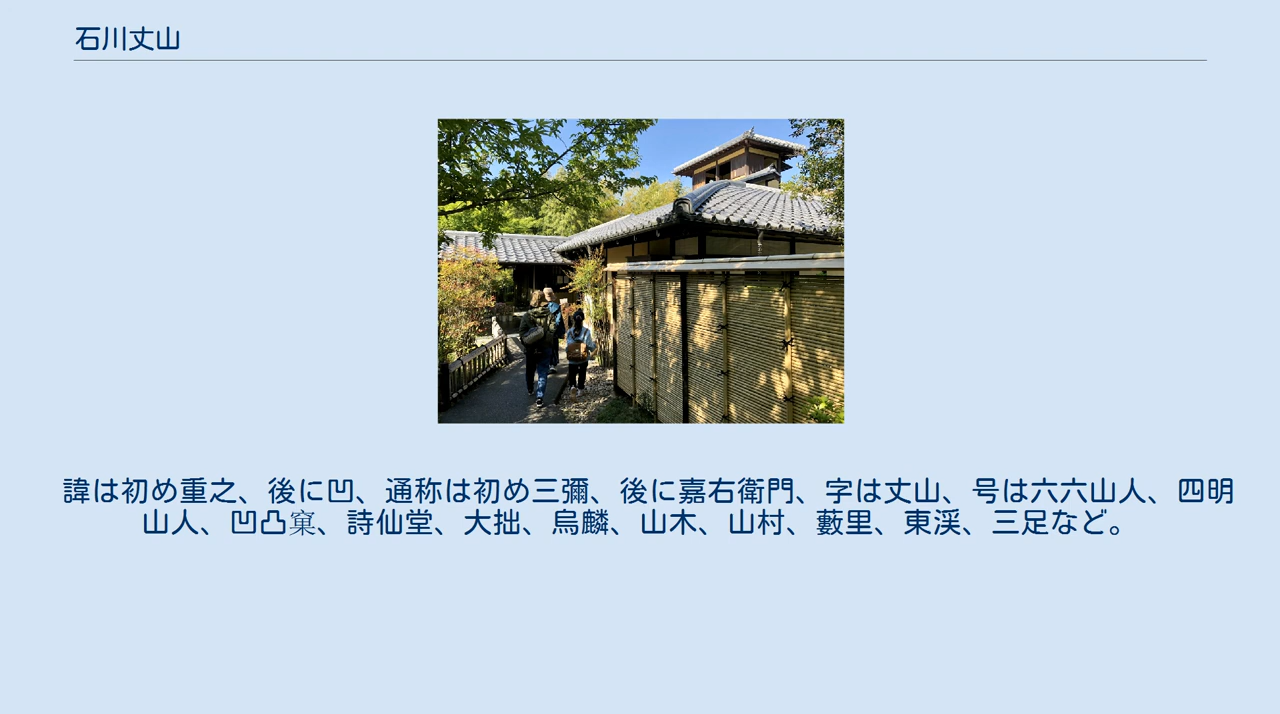 石川丈山
諱は初め重之、後に凹、通称は初め三彌、後に嘉右衛門、字は丈山、号は六六山人、四明
山人、凹凸窠、詩仙堂、大拙、烏麟、山木、山村、藪里、東渓、三足など。